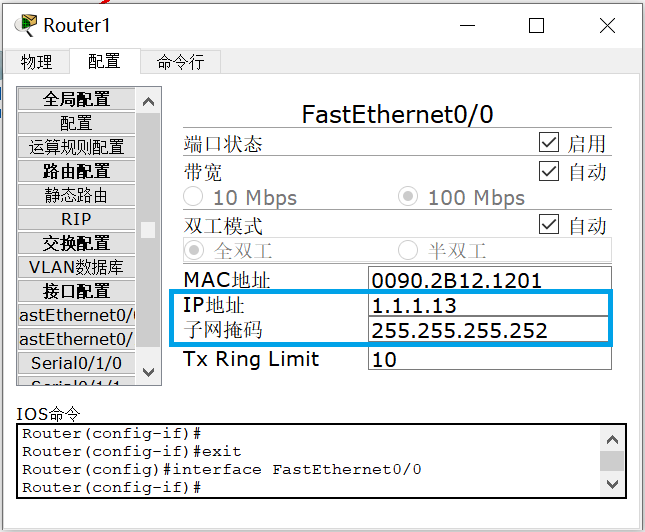 Router1
物理
配置
命令行
全局配置
配置
运算规则配置
路由配置
静态路由
RIP
交换配置
VLAN数据库
接口配置
astEthernet0/
astEthernet0/
Serial0/1/0
Serial0/1/1
FastEthernet0/0
端口状态 启用
带宽 自动
10 Mbps 100 Mbps
双工模式 自动
全双工 半双工
MAC地址 0090.2B12.1201
IP地址 1.1.1.13
子网掩码 255.255.255.252
Tx Ring Limit 10
IOS命令
Router(config-if)#
Router(config-if)#exit
Router(config)#interface FastEthernet0/0
Router(config-if)#